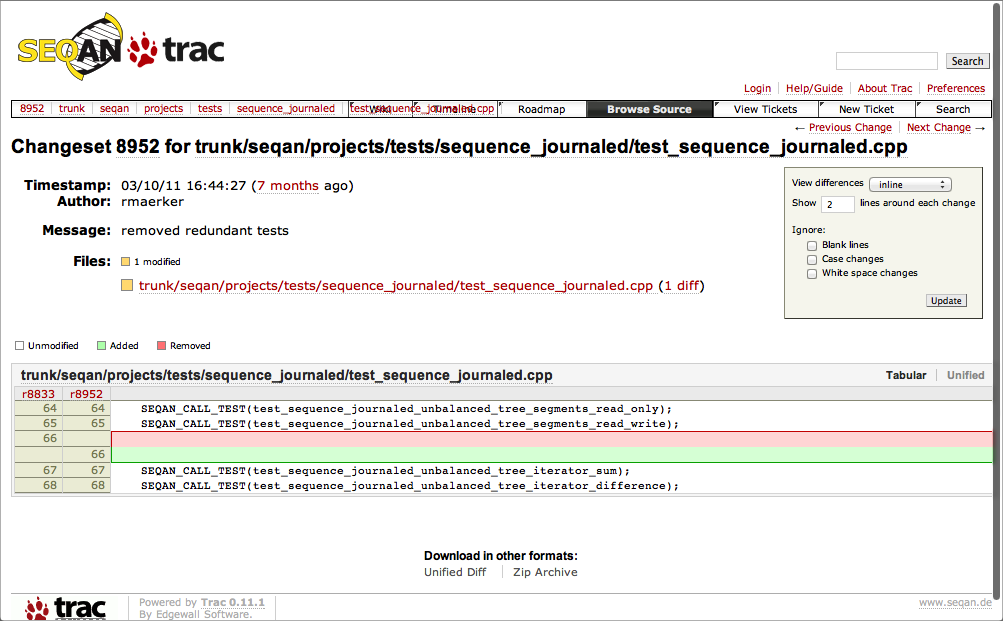 SEQAN trac
Search
Login Help/Guide About Trac Preferences
8952 trunk seqan projects tests sequence_journaled test_sequence_journaled.cpp
Wiki Timeline Roadmap Browse Source View Tickets New Ticket Search
← Previous Change Next Change →
Changeset 8952 for trunk/seqan/projects/tests/sequence_journaled/test_sequence_journaled.cpp
Timestamp: 03/10/11 16:44:27 (7 months ago)
Author: rmaerker
Message: removed redundant tests
Files: 1 modified
trunk/seqan/projects/tests/sequence_journaled/test_sequence_journaled.cpp (1 diff)
View differences inline
Show 2 lines around each change
Ignore:
Blank lines
Case changes
White space changes
Update
Unmodified Added Removed
trunk/seqan/projects/tests/sequence_journaled/test_sequence_journaled.cpp Tabular Unified
r8833 r8952
64 64 SEQAN_CALL_TEST(test_sequence_journaled_unbalanced_tree_segments_read_only);
65 65 SEQAN_CALL_TEST(test_sequence_journaled_unbalanced_tree_segments_read_write);
66
66
67 67 SEQAN_CALL_TEST(test_sequence_journaled_unbalanced_tree_iterator_sum);
68 68 SEQAN_CALL_TEST(test_sequence_journaled_unbalanced_tree_iterator_difference);
Download in other formats:
Unified Diff Zip Archive
trac Powered by Trac 0.11.1
By Edgewall Software.
www.seqan.de